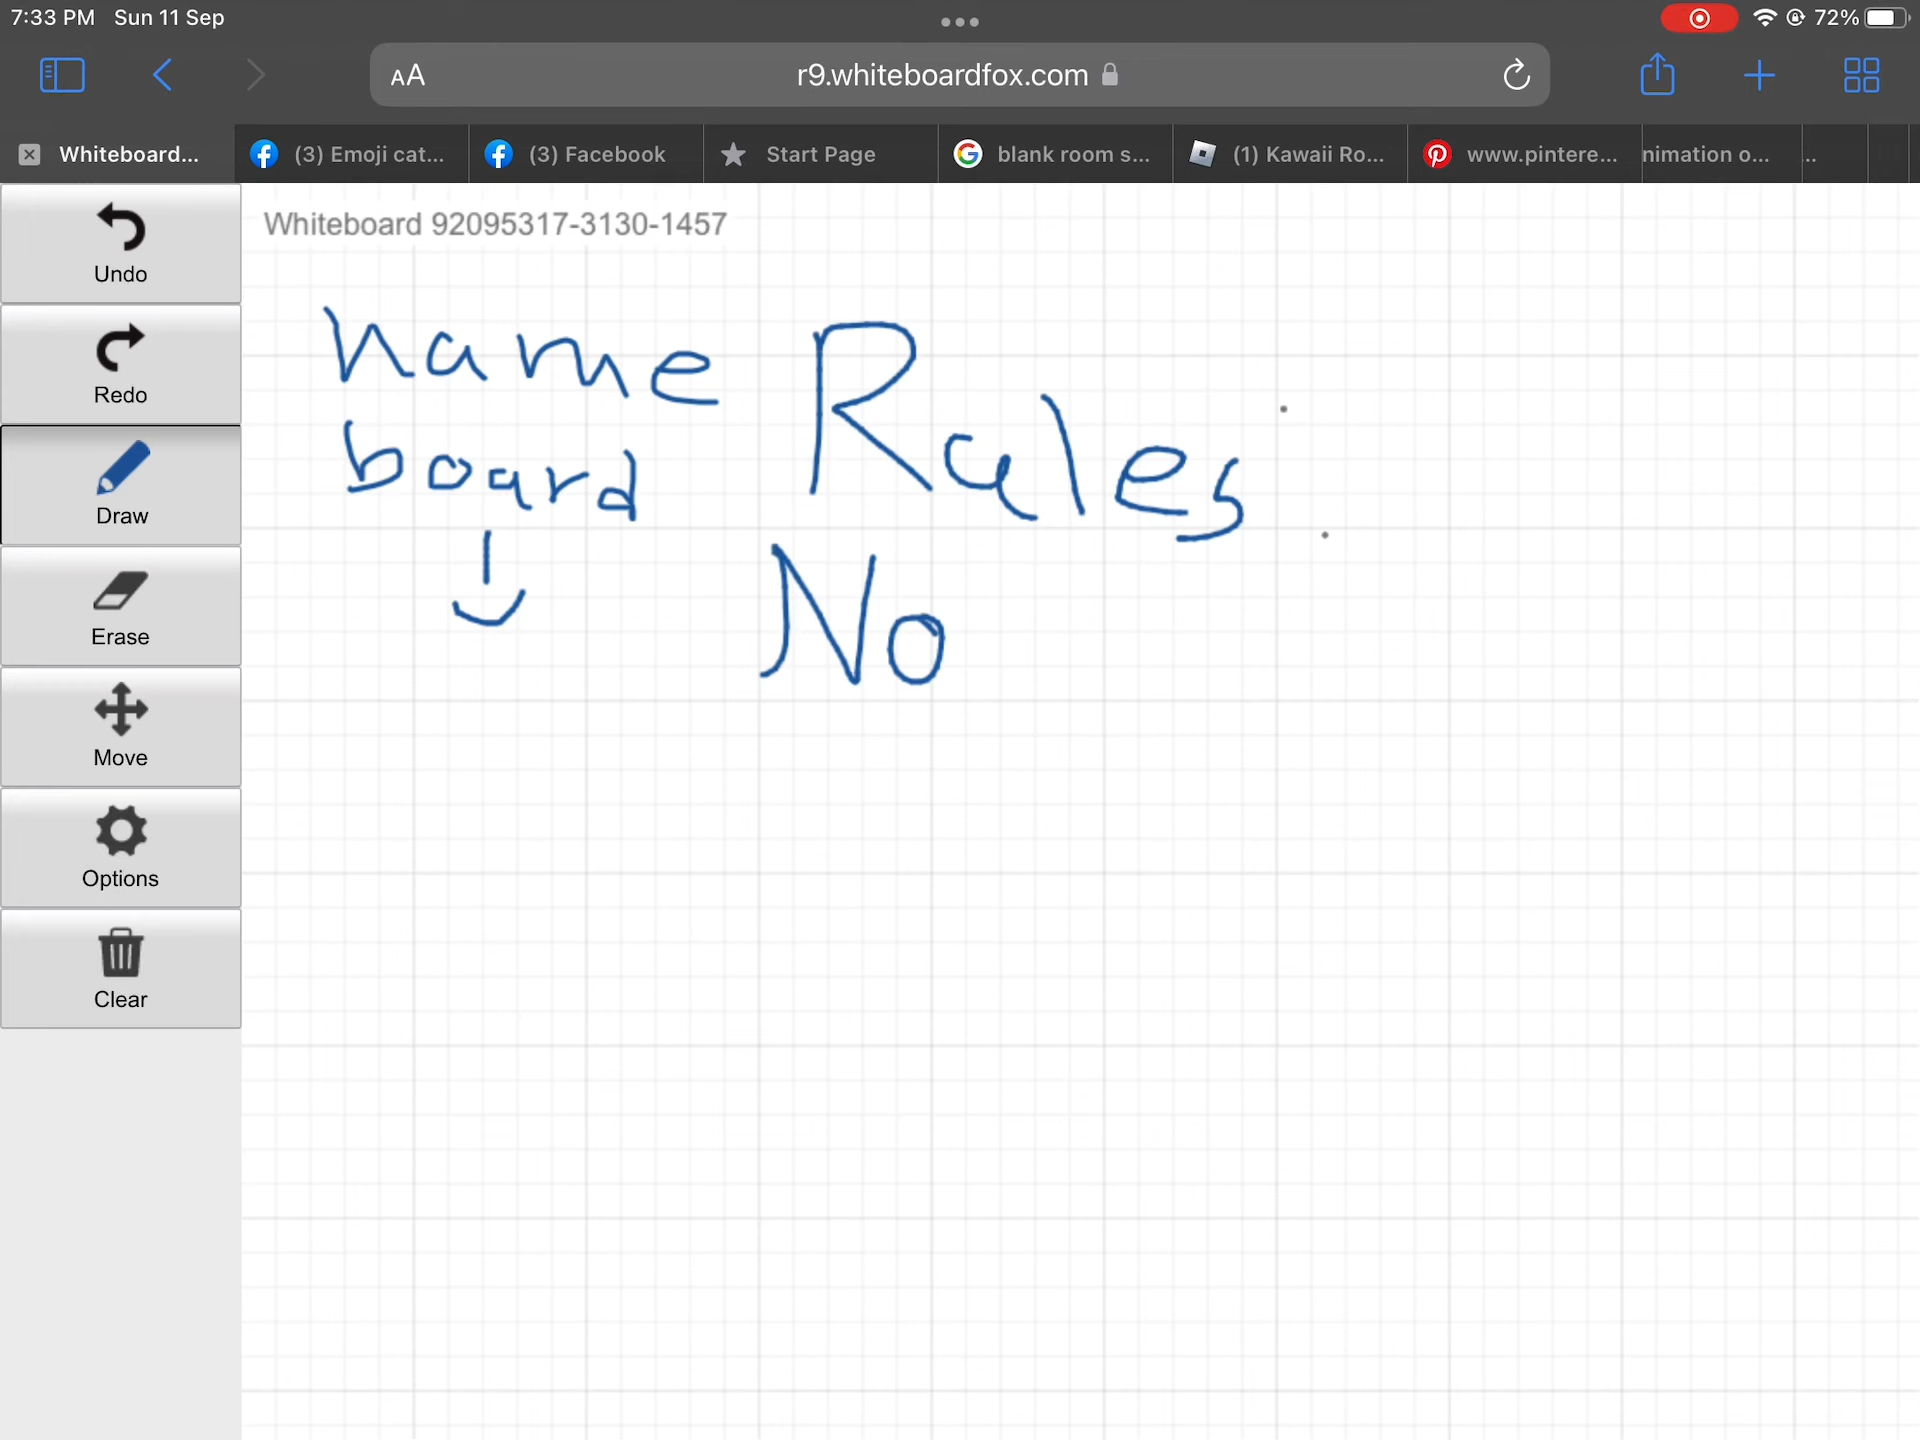 7:33 PM Sun 11 Sep
72%
AA r9.whiteboardfox.com
Whiteboard... (3) Emoji cat... (3) Facebook Start Page blank room s... (1) Kawaii Ro... www.pintere... nimation o... ...
Whiteboard 92095317-3130-1457
Undo
Redo
Draw
Erase
Move
Options
Clear
name
board
Rules
No